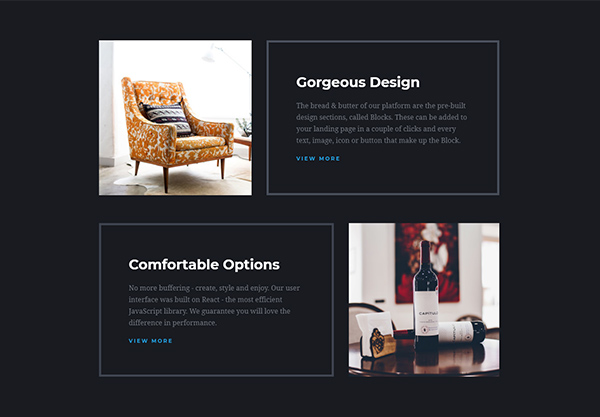 Gorgeous Design
The bread & butter of our platform are the pre-built
design sections, called Blocks. These can be added to
your landing page in a couple of clicks and every
text, image, icon or button that make up the Block.
VIEW MORE
Comfortable Options
No more buffering - create, style and enjoy. Our user
interface was built on React - the most efficient
JavaScript library. We guarantee you will love the
difference in performance.
VIEW MORE